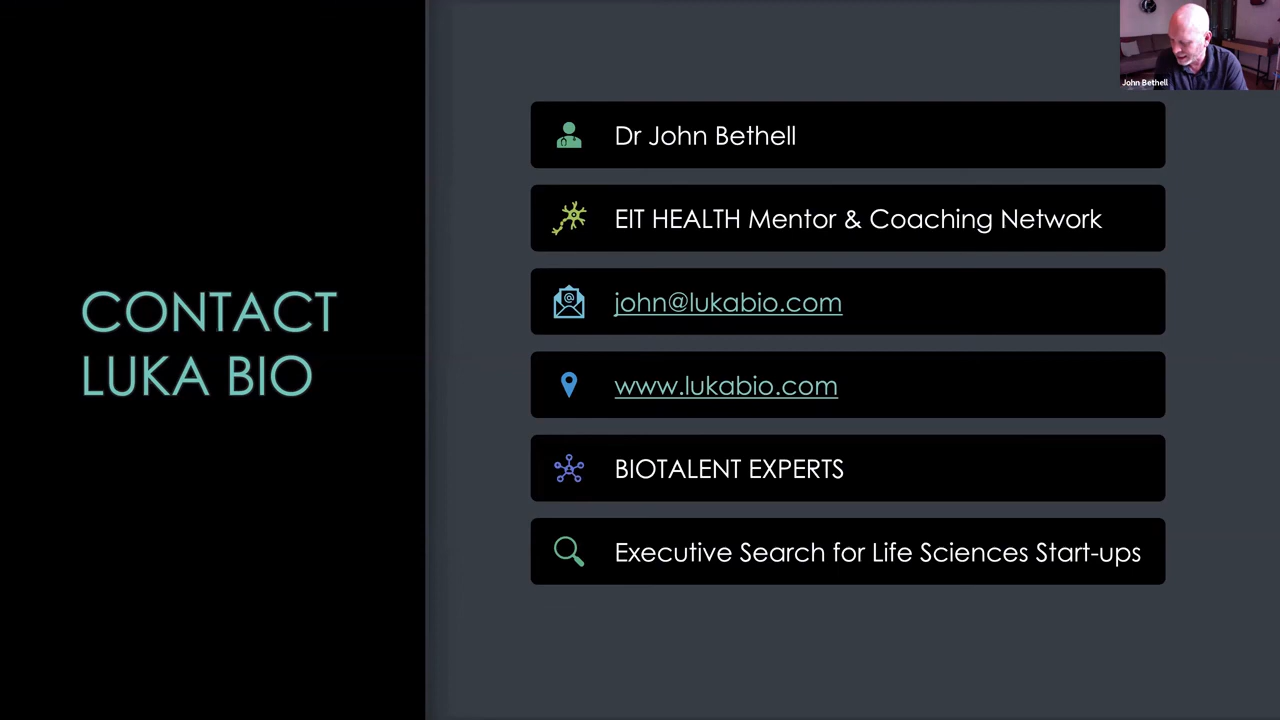 John Bethell
Dr John Bethell
EIT HEALTH Mentor & Coaching Network
CONTACT
LUKA BIO
john@lukabio.com
www.lukabio.com
BIOTALENT EXPERTS
Executive Search for Life Sciences Start-ups